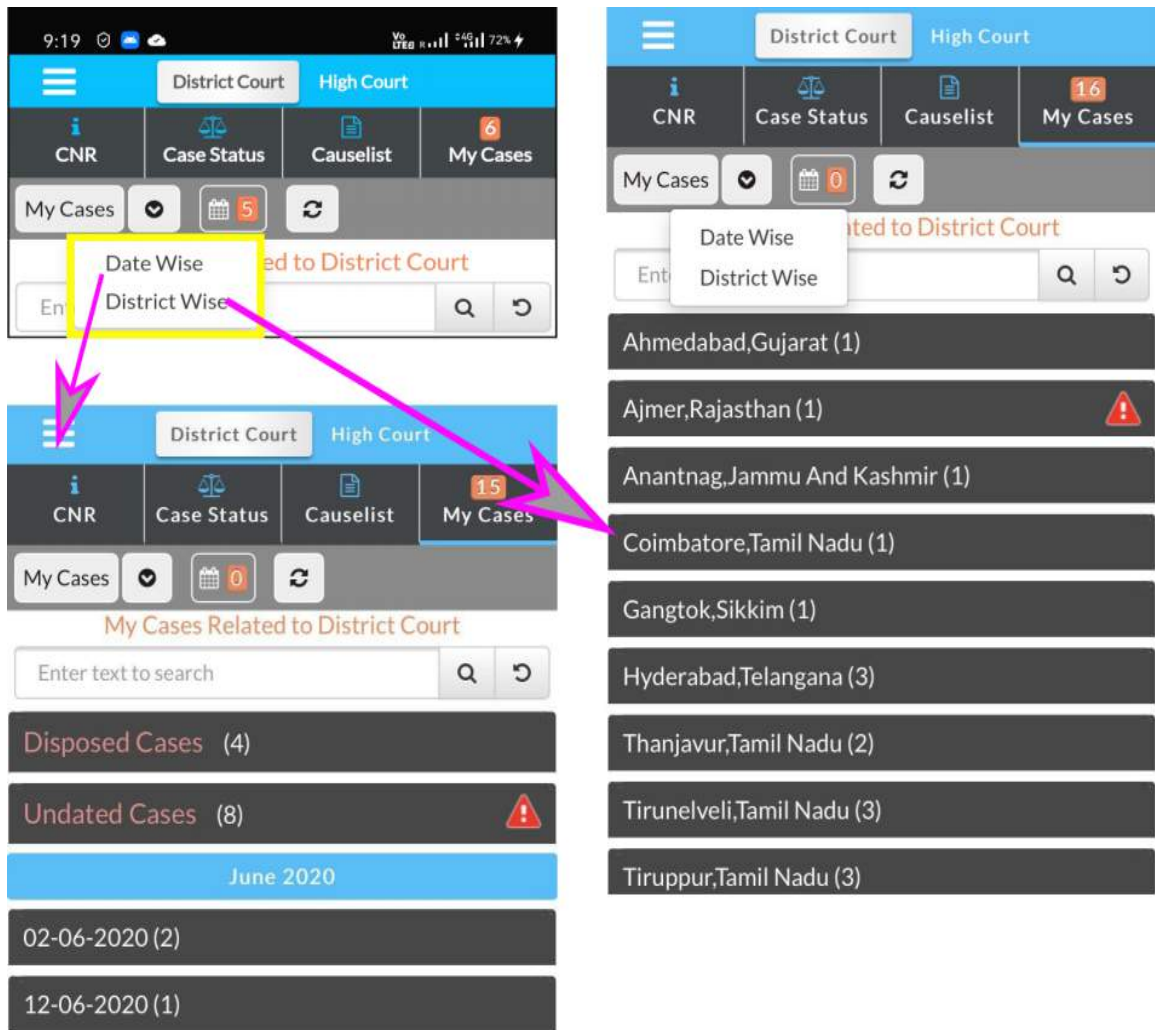 9:19 Vo LTEB R 4G 72%
District Court High Court
CNR Case Status Causelist 6 My Cases
My Cases 5
ed to District Court
Date Wise
District Wise
En
District Court High Court
CNR Case Status Causelist 15 My Cases
My Cases 0
My Cases Related to District Court
Enter text to search
Disposed Cases (4)
Undated Cases (8)
June 2020
02-06-2020 (2)
12-06-2020 (1)
District Court High Court
CNR Case Status Causelist 16 My Cases
My Cases 0
ated to District Court
Date Wise
District Wise
Ent
Ahmedabad,Gujarat (1)
Ajmer,Rajasthan (1)
Anantnag,Jammu And Kashmir (1)
Coimbatore,Tamil Nadu (1)
Gangtok,Sikkim (1)
Hyderabad,Telangana (3)
Thanjavur,Tamil Nadu (2)
Tirunelveli,Tamil Nadu (3)
Tiruppur,Tamil Nadu (3)